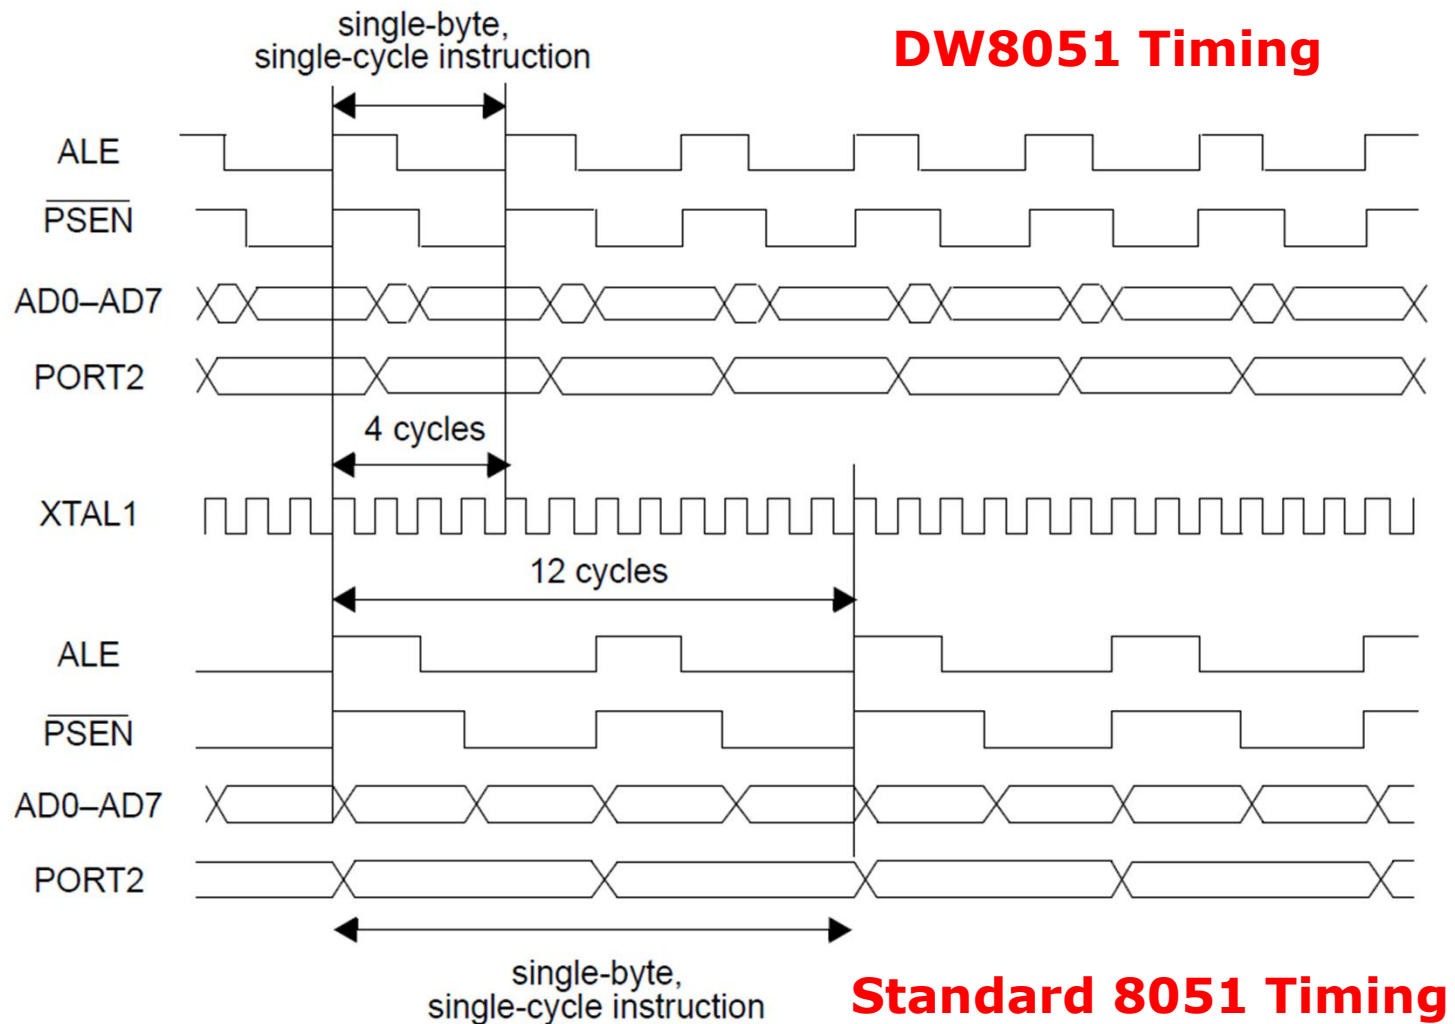 single-byte,
single-cycle instruction
DW8051 Timing
ALE
PSEN
AD0–AD7
PORT2
4 cycles
XTAL1
12 cycles
ALE
PSEN
AD0–AD7
PORT2
single-byte,
single-cycle instruction
Standard 8051 Timing